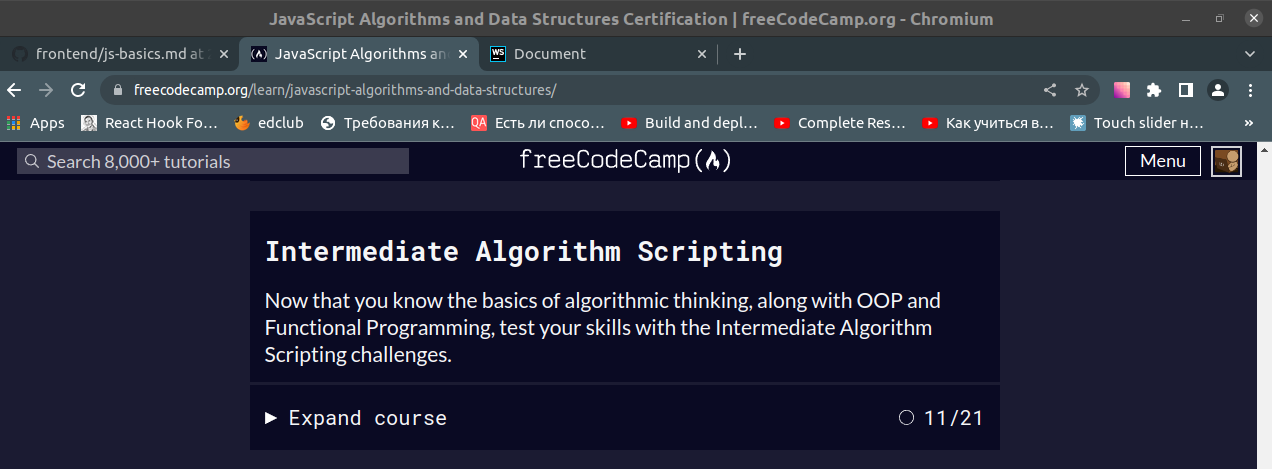 JavaScript Algorithms and Data Structures Certification | freeCodeCamp.org - Chromium
frontend/js-basics.md at
JavaScript Algorithms an
Document
freecodecamp.org/learn/javascript-algorithms-and-data-structures/
Apps
React Hook Fo…
edclub
Требования к…
QA
Есть ли спосо…
Build and depl…
Complete Res…
Как учиться в…
Touch slider н…
»
Search 8,000+ tutorials
freeCodeCamp
Menu
Intermediate Algorithm Scripting
Now that you know the basics of algorithmic thinking, along with OOP and
Functional Programming, test your skills with the Intermediate Algorithm
Scripting challenges.
Expand course
11/21